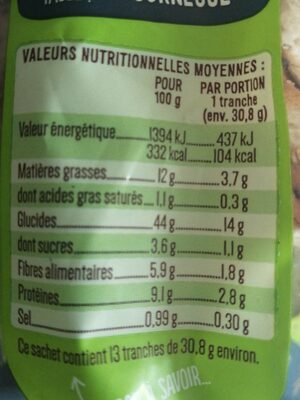 VALEURS NUTRITIONNELLES MOYENNES :
POUR PAR PORTION
100 g 1 tranche
(env. 30,8 g)
Valeur énergétique 1394 kJ 437 kJ
332 kcal 104 kcal
Matières grasses 12 g 3,7 g
dont acides gras saturés 1,1 g 0,3 g
Glucides 44 g 14 g
dont sucres 3,6 g 1,1 g
Fibres alimentaires 5,9 g 1,8 g
Protéines 9,1 g 2,8 g
Sel 0,99 g 0,30 g
Ce sachet contient 13 tranches de 30,8 g environ.
SAVOIR...